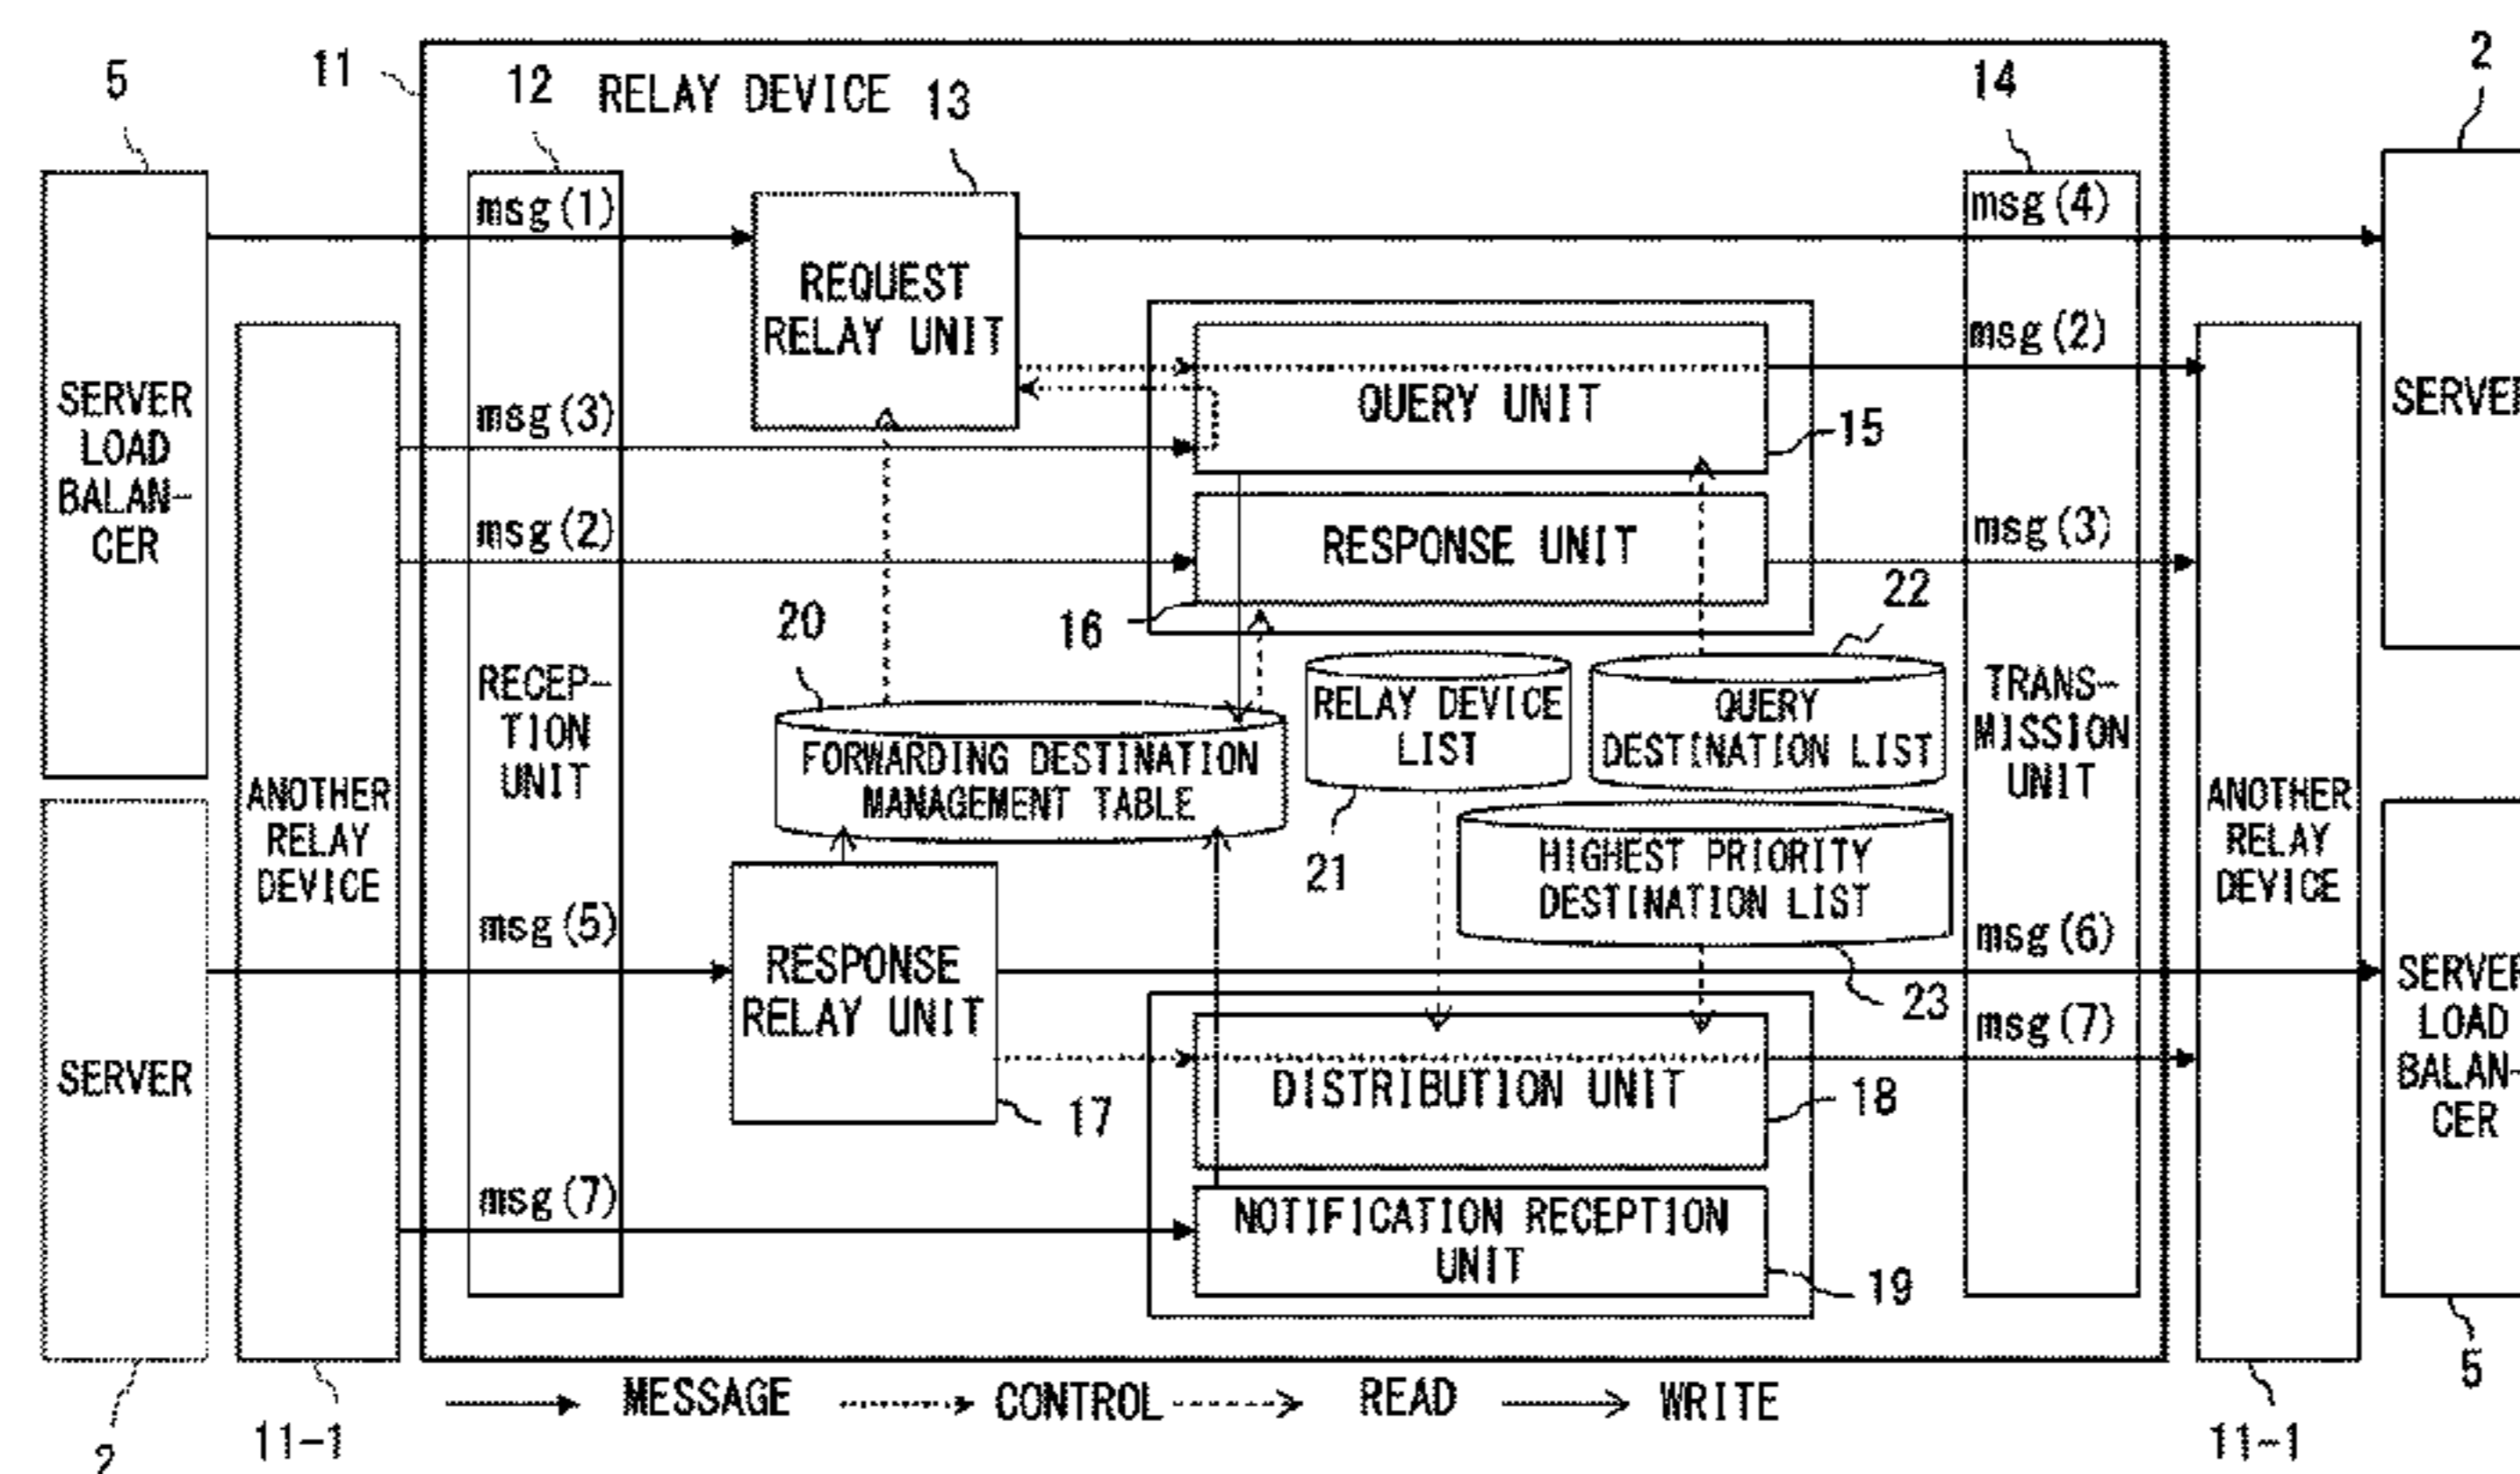 5
11
12
RELAY DEVICE
13
14
2
msg(1)
msg(4)
REQUEST
RELAY UNIT
msg(2)
SERVER
LOAD
BALAN-
CER
msg(3)
QUERY UNIT
15
SERVER
msg(2)
RESPONSE UNIT
msg(3)
16
20
22
RECEP-
TION
UNIT
RELAY DEVICE
LIST
QUERY
DESTINATION LIST
TRANS-
MISSION
UNIT
FORWARDING DESTINATION
MANAGEMENT TABLE
ANOTHER
RELAY
DEVICE
21
HIGHEST PRIORITY
DESTINATION LIST
ANOTHER
RELAY
DEVICE
msg(5)
msg(6)
RESPONSE
RELAY UNIT
23
SERVER
LOAD
BALAN-
CER
msg(7)
SERVER
DISTRIBUTION UNIT
17
18
msg(7)
NOTIFICATION RECEPTION
UNIT
19
MESSAGE
CONTROL
READ
WRITE
2
11-1
11-1
5